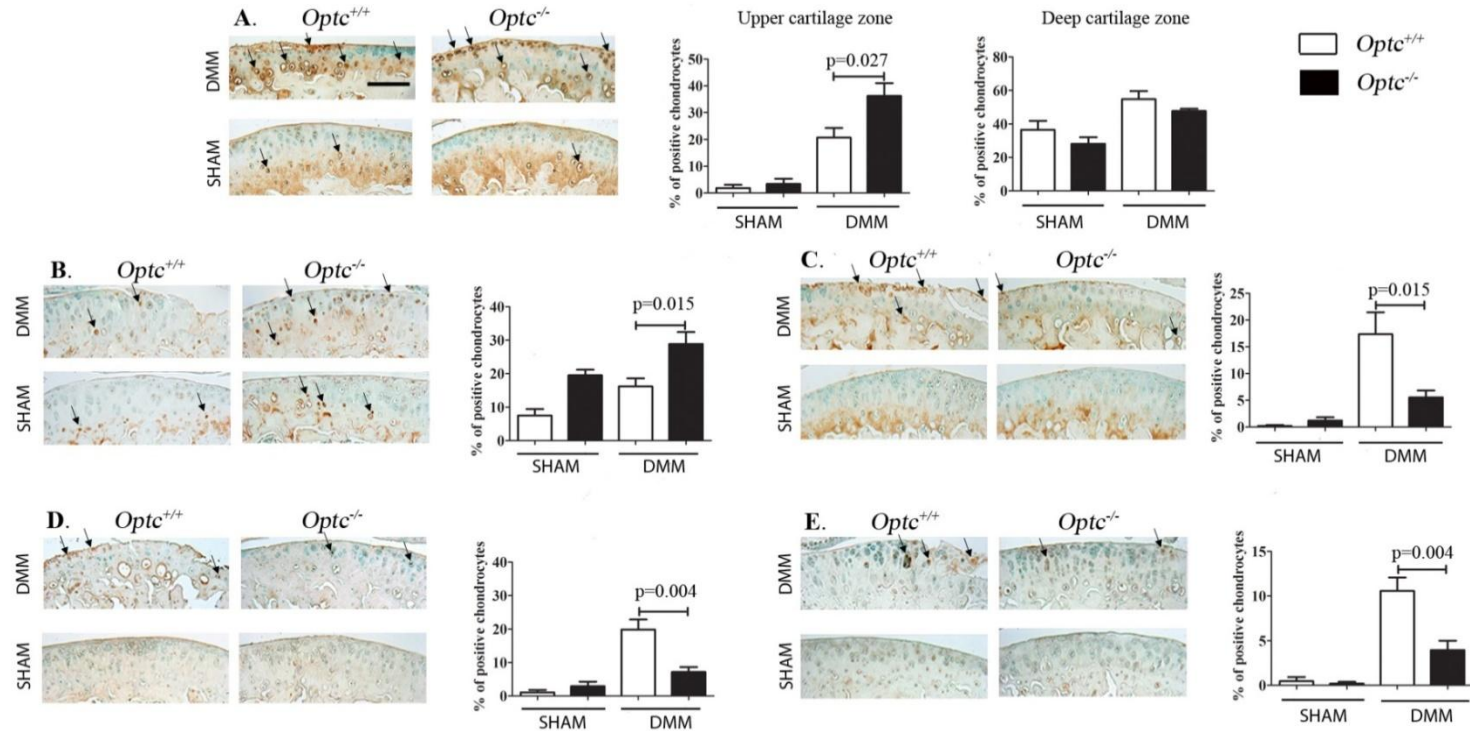 A. Optc+/+ Optc-/-
DMM
SHAM
Upper cartilage zone
% of positive chondrocytes
50
40
30
20
10
0
p=0.027
SHAM DMM
Deep cartilage zone
% of positive chondrocytes
80
60
40
20
0
SHAM DMM
Optc+/+
Optc-/-
B. Optc+/+ Optc-/-
DMM
SHAM
% of positive chondrocytes
40
30
20
10
0
p=0.015
SHAM DMM
C. Optc+/+ Optc-/-
DMM
SHAM
% of positive chondrocytes
25
20
15
10
5
0
p=0.015
SHAM DMM
D. Optc+/+ Optc-/-
DMM
SHAM
% of positive chondrocytes
40
30
20
10
0
p=0.004
SHAM DMM
E. Optc+/+ Optc-/-
DMM
SHAM
% of positive chondrocytes
15
10
5
0
p=0.004
SHAM DMM